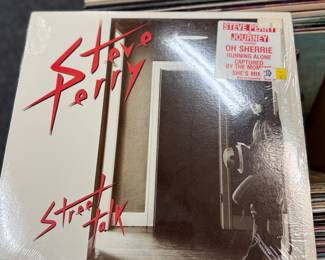 Steve
Perry
Street
Talk
STEVE PERRY
JOURNEY
OH SHERRIE
RUNNING ALONE
CAPTURED
BY THE MOMENT
SHE'S MINE